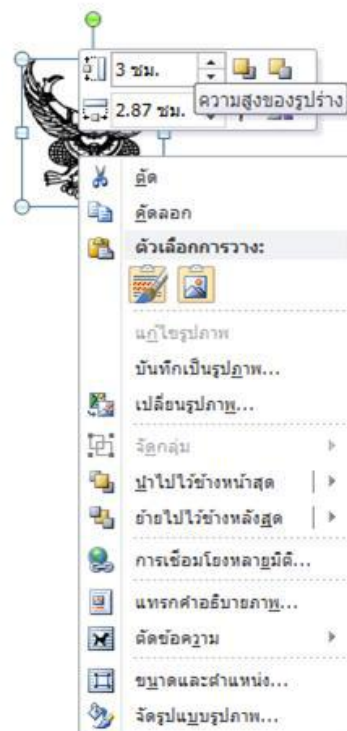 3 ซม.
2.87 ซม.
ความสูงของรูปร่าง
ตัด
คัดลอก
ตัวเลือกการวาง:
แก้ไขรูปภาพ
บันทึกเป็นรูปภาพ...
เปลี่ยนรูปภาพ...
จัดกลุ่ม
นำไปไว้ข้างหน้าสุด
ย้ายไปไว้ข้างหลังสุด
การเชื่อมโยงหลายมิติ...
แทรกคำอธิบายภาพ...
ตัดข้อความ
ขนาดและตำแหน่ง...
จัดรูปแบบรูปภาพ...